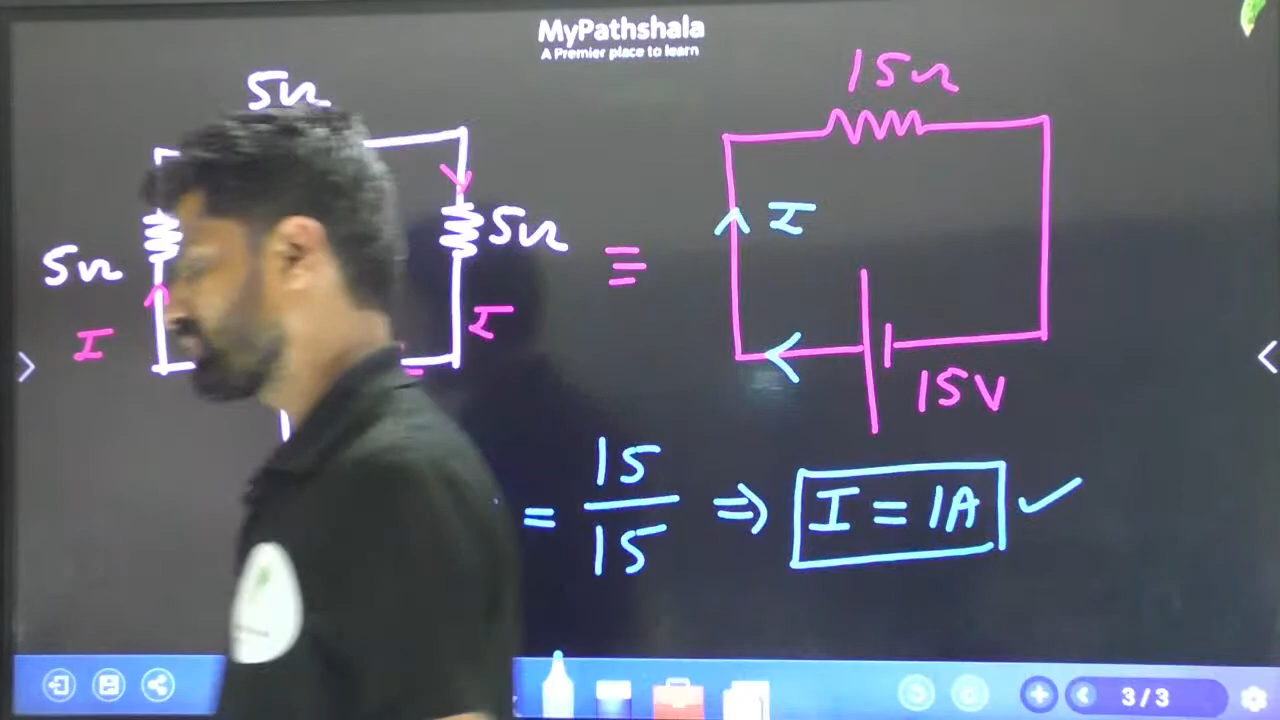 MyPathshala
A Premier place to learn
5Ω
15Ω
5Ω
5Ω
≡
I
I
I
15V
= 15/15 ⇒ I = 1A ✓
3/3